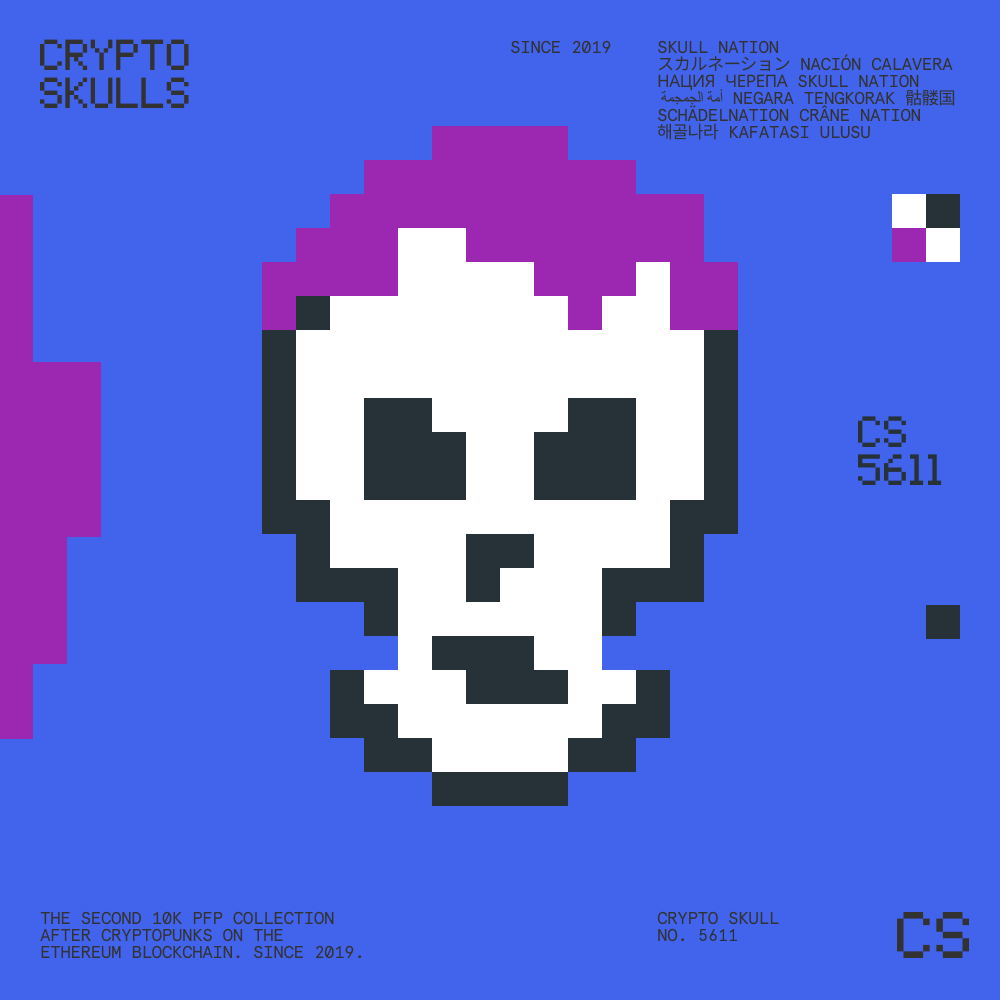 CRYPTO
SKULLS
SINCE 2019
SKULL NATION
スカルネーション NACIÓN CALAVERA
НАЦИЯ ЧЕРЕПА SKULL NATION
أمة الجمجمة NEGARA TENGKORAK 骷髅国
SCHÄDELNATION CRÂNE NATION
해골나라 KAFATASI ULUSU
CS
5611
THE SECOND 10K PFP COLLECTION
AFTER CRYPTOPUNKS ON THE
ETHEREUM BLOCKCHAIN. SINCE 2019.
CRYPTO SKULL
NO. 5611
CS